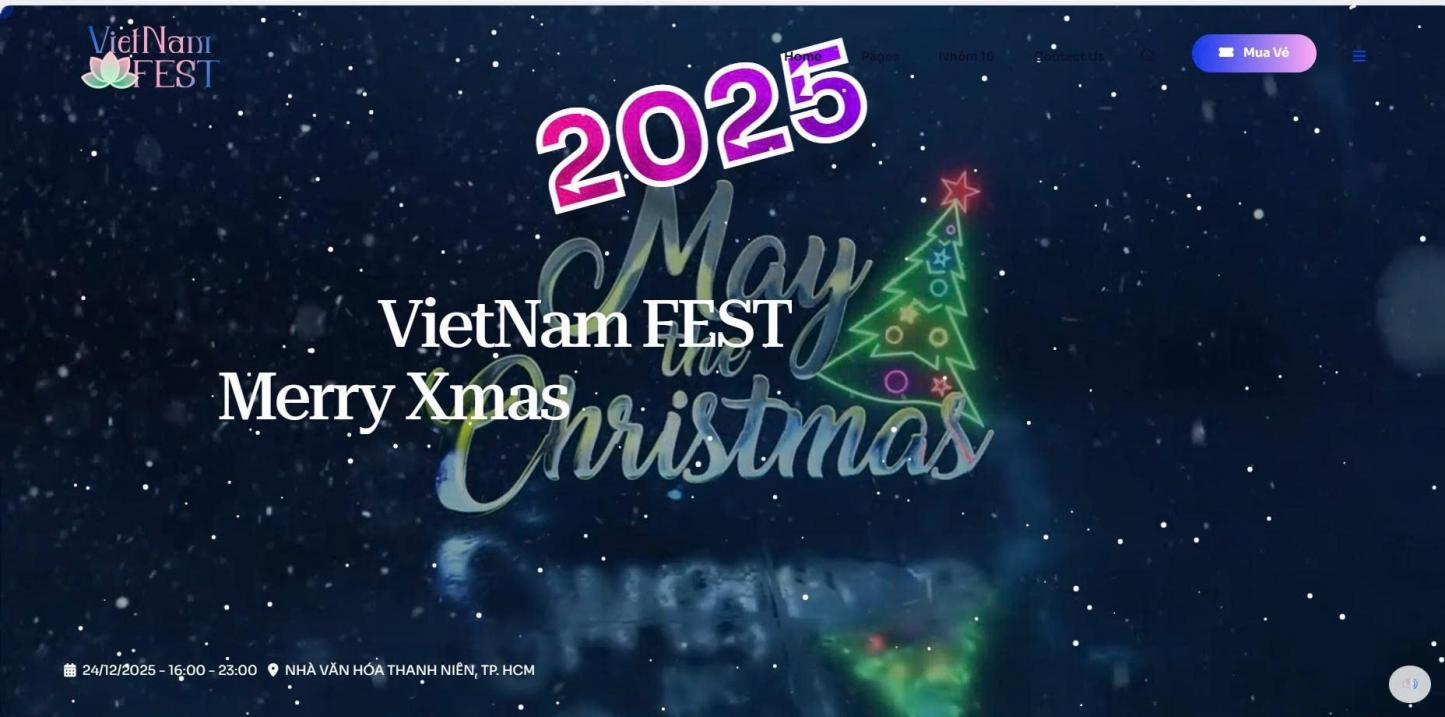 VietNam
FEST
Home
Pages
Nhóm 16
Contact Us
Mua Vé
2025
May
the
Christmas
VietNam FEST
Merry Xmas
24/12/2025 - 16:00 - 23:00
NHÀ VĂN HÓA THANH NIÊN, TP. HCM